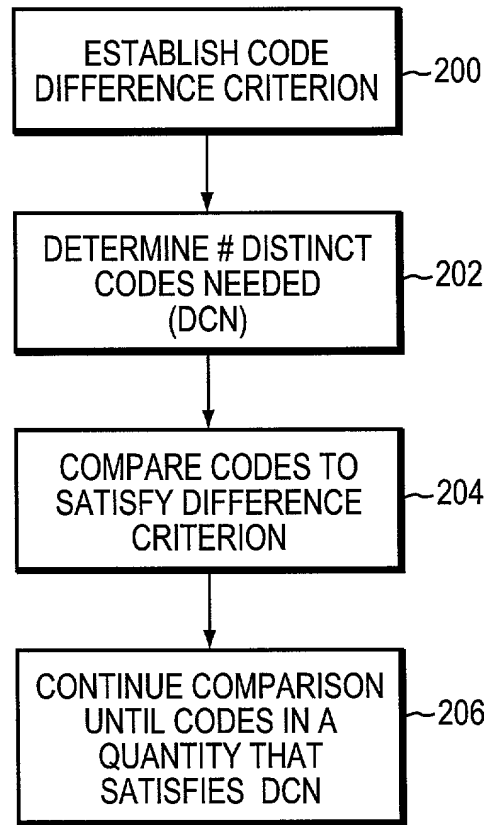 ESTABLISH CODE
DIFFERENCE CRITERION
200
DETERMINE # DISTINCT
CODES NEEDED
(DCN)
202
COMPARE CODES TO
SATISFY DIFFERENCE
CRITERION
204
CONTINUE COMPARISON
UNTIL CODES IN A
QUANTITY THAT
SATISFIES DCN
206